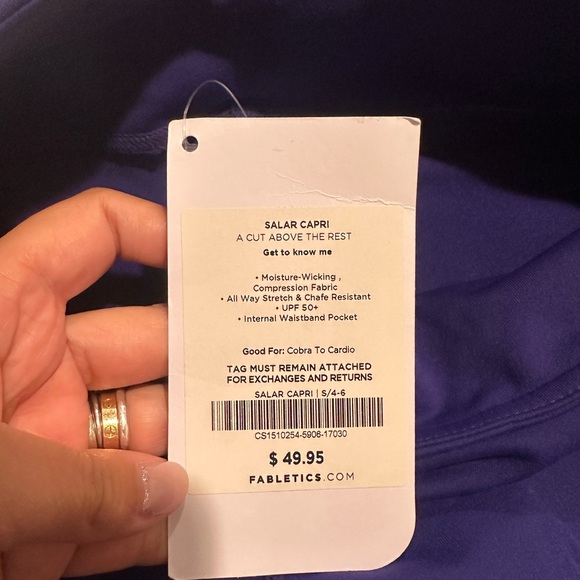 SALAR CAPRI
A CUT ABOVE THE REST
Get to know me
• Moisture-Wicking ,
Compression Fabric
• All Way Stretch & Chafe Resistant
• UPF 50+
• Internal Waistband Pocket
Good For: Cobra To Cardio
TAG MUST REMAIN ATTACHED
FOR EXCHANGES AND RETURNS
SALAR CAPRI | S/4-6
CS1510254-5906-17030
$ 49.95
FABLETICS.COM